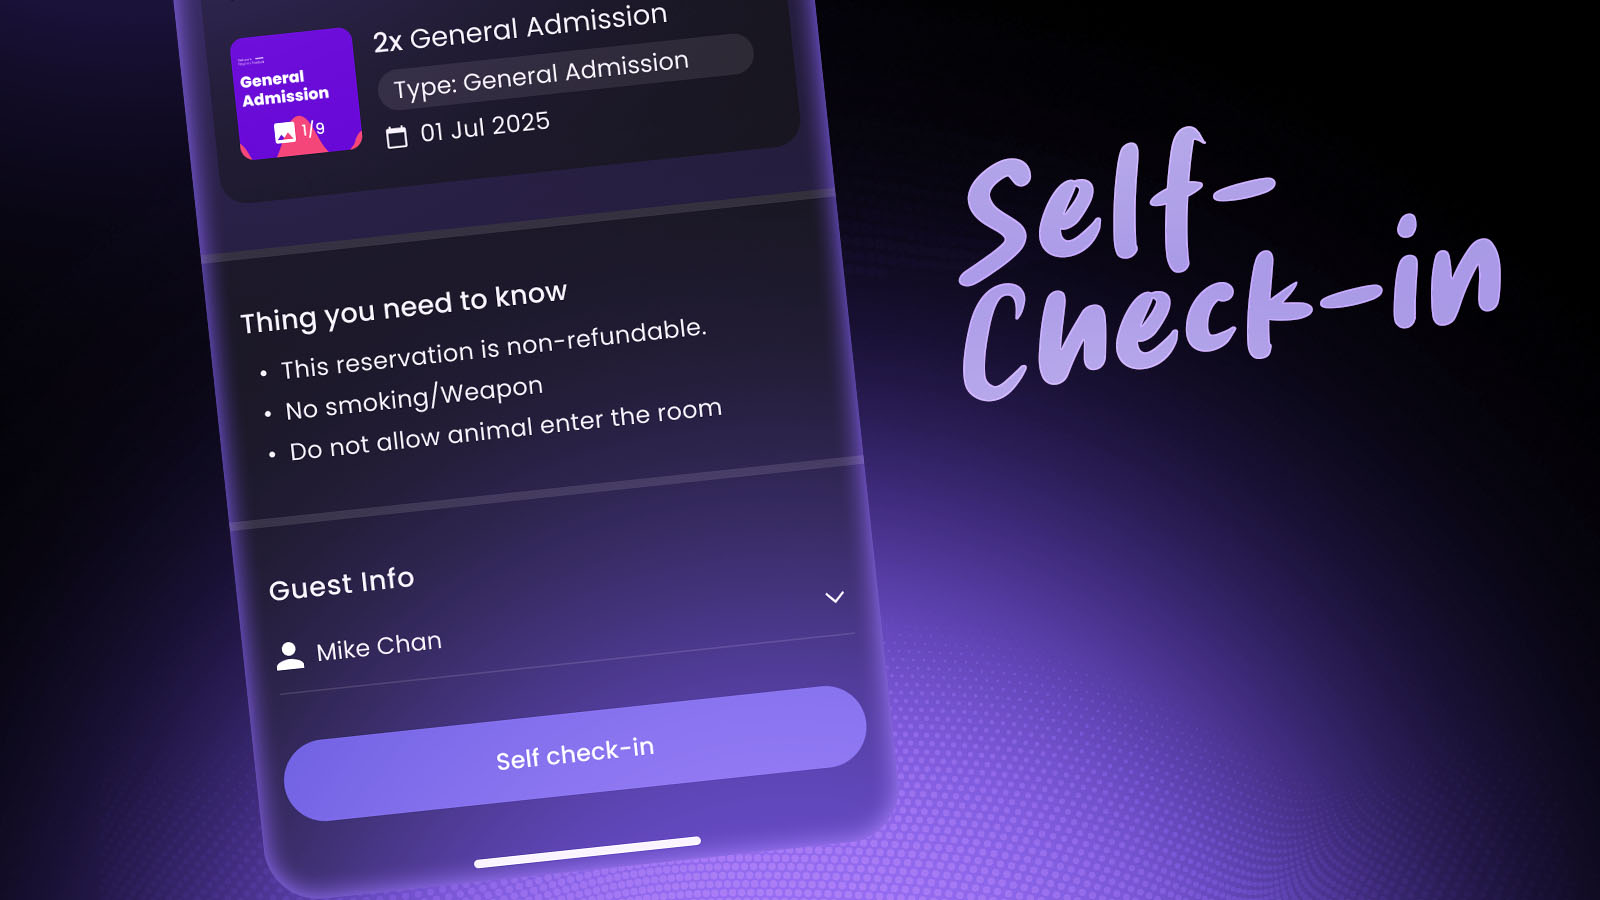 2x General Admission
General
Admission
1/9
Type: General Admission
01 Jul 2025
Self-
Check-in
Thing you need to know
• This reservation is non-refundable.
• No smoking/Weapon
• Do not allow animal enter the room
Guest Info
Mike Chan
Self check-in